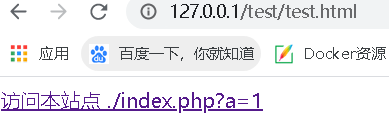 127.0.0.1/test/test.html
应用 百度一下，你就知道 Docker资源
访问本站点 ./index.php?a=1